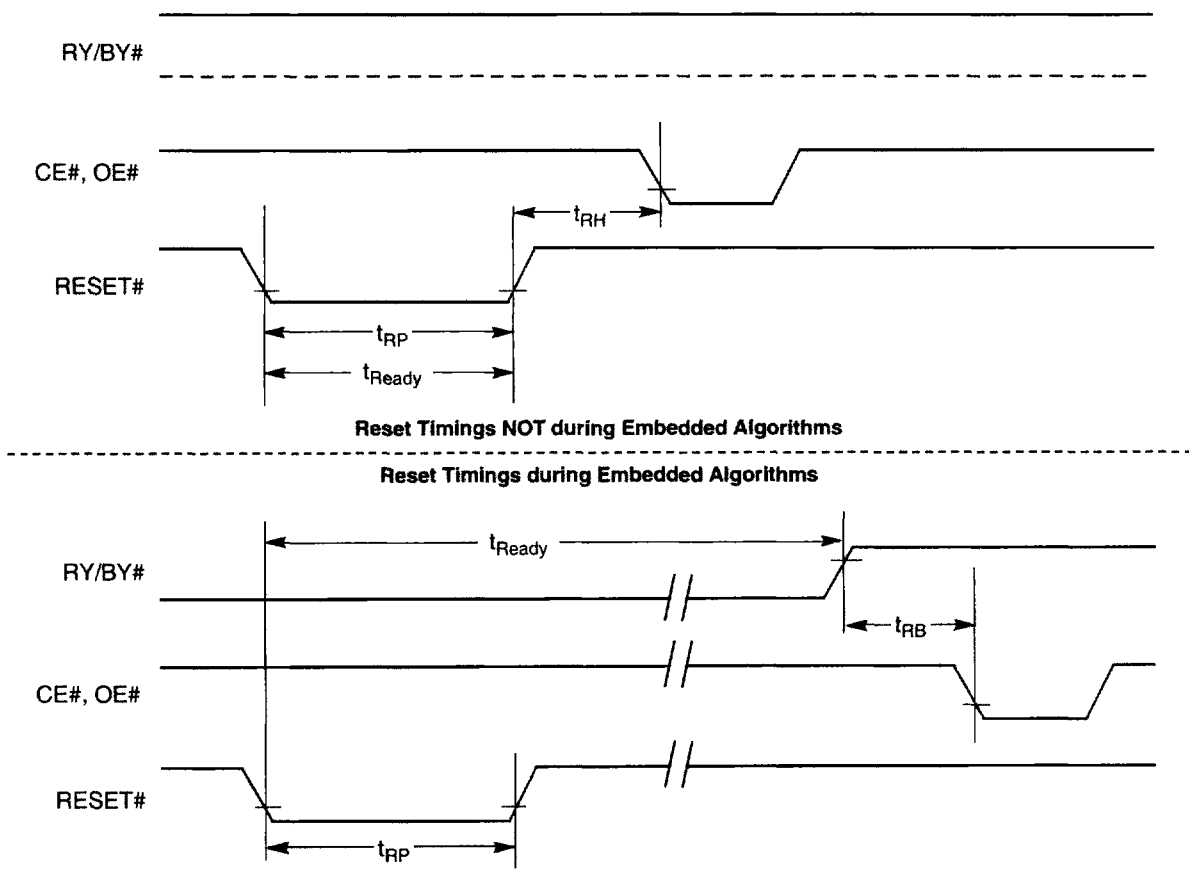 RY/BY#
CE#, OE#
tRH
RESET#
tRP
tReady
Reset Timings NOT during Embedded Algorithms
Reset Timings during Embedded Algorithms
tReady
RY/BY#
tRB
CE#, OE#
RESET#
tRP